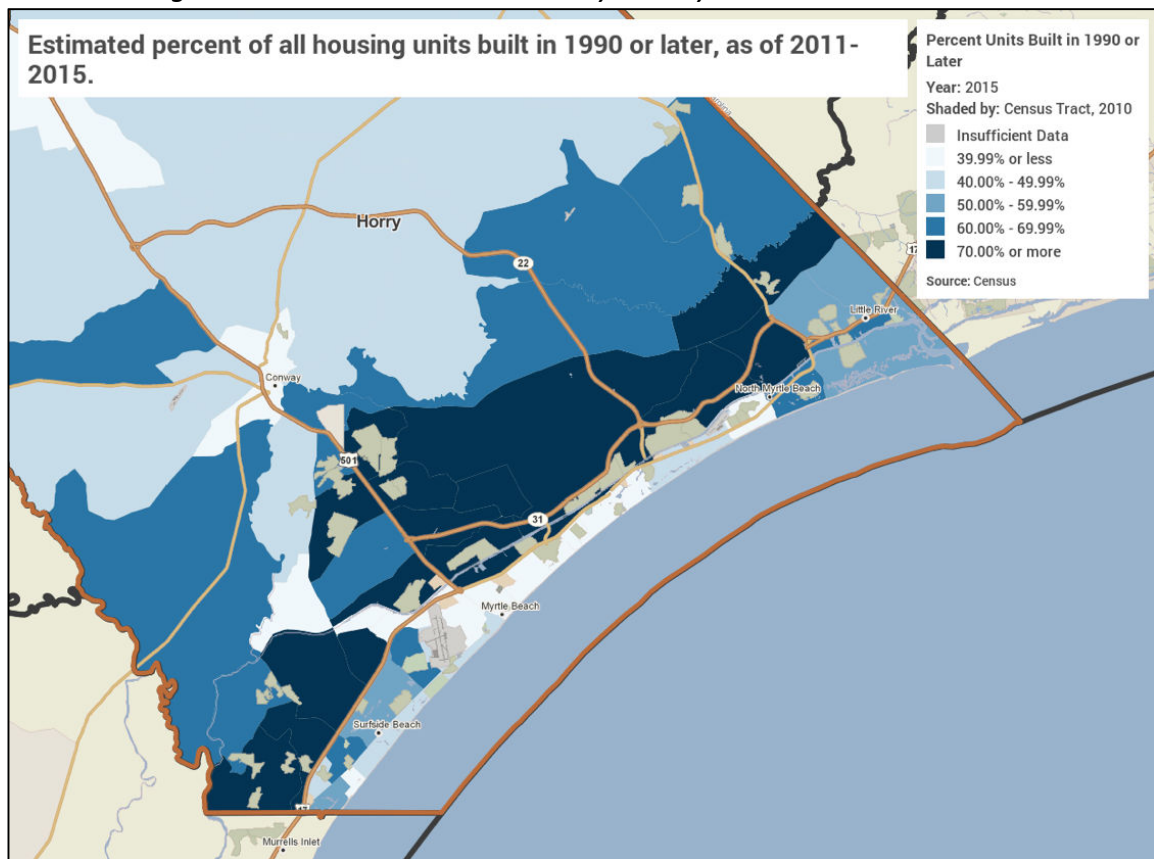 Estimated percent of all housing units built in 1990 or later, as of 2011-
2015.
Percent Units Built in 1990 or
Later
Year: 2015
Shaded by: Census Tract, 2010
Insufficient Data
39.99% or less
40.00% - 49.99%
50.00% - 59.99%
60.00% - 69.99%
70.00% or more
Source: Census
Horry
22
17
Little River
Conway
North Myrtle Beach
501
31
Myrtle Beach
Surfside Beach
17
Murrells Inlet